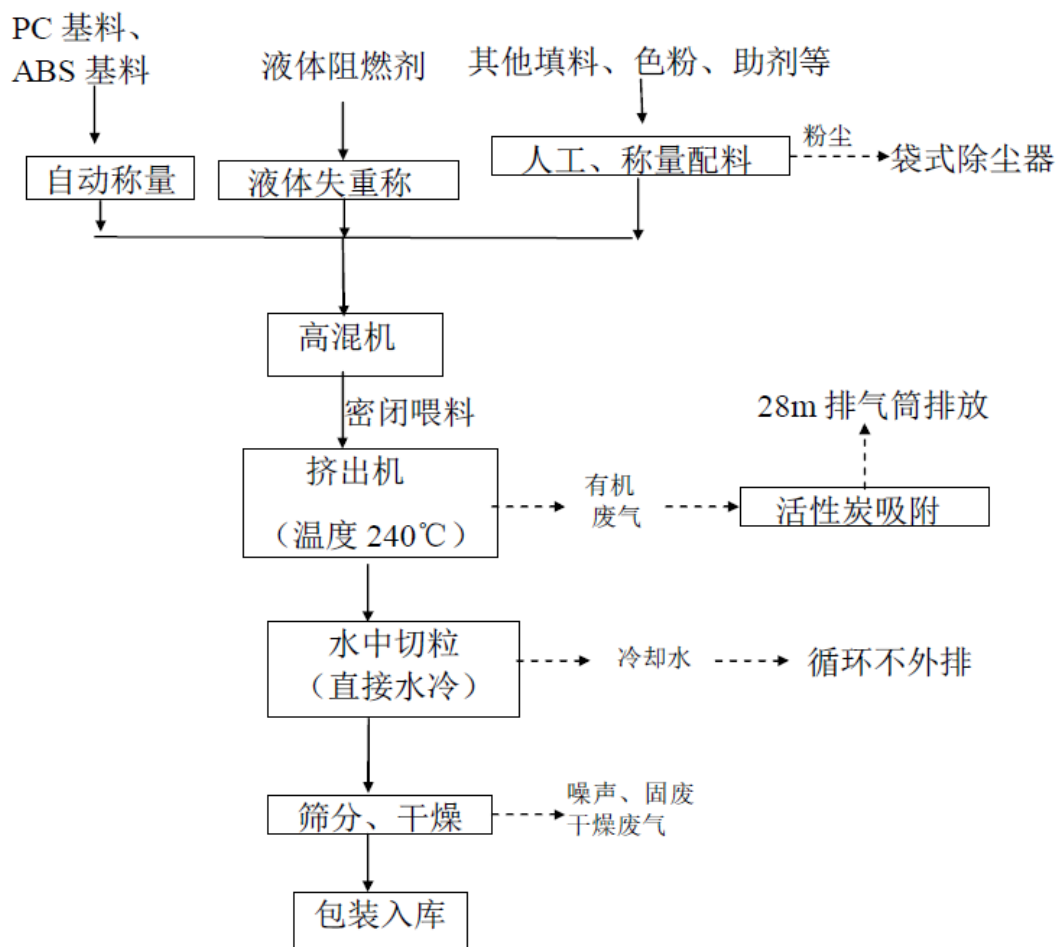 PC 基料、
ABS 基料
液体阻燃剂
其他填料、色粉、助剂等
自动称量
液体失重称
人工、称量配料
粉尘
袋式除尘器
高混机
密闭喂料
28m 排气筒排放
挤出机
（温度 240℃）
有机
废气
活性炭吸附
水中切粒
（直接水冷）
冷却水
循环不外排
筛分、干燥
噪声、固废
干燥废气
包装入库